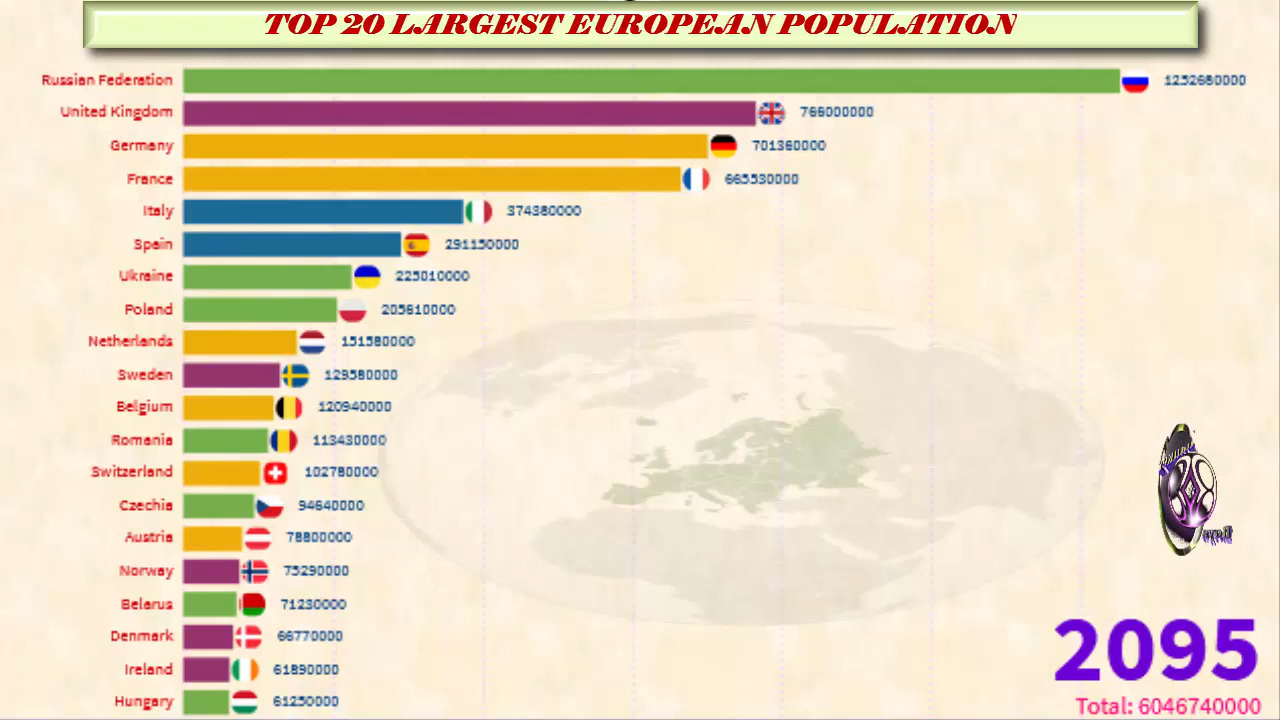 TOP 20 LARGEST EUROPEAN POPULATION
Russian Federation 1252680000
United Kingdom 766000000
Germany 701360000
France 665530000
Italy 374380000
Spain 291150000
Ukraine 225010000
Poland 205610000
Netherlands 151580000
Sweden 129580000
Belgium 120940000
Romania 113430000
Switzerland 102780000
Czechia 94640000
Austria 78800000
Norway 75290000
Belarus 71230000
Denmark 66770000
Ireland 61890000
Hungary 61250000
2095
Total: 6046740000